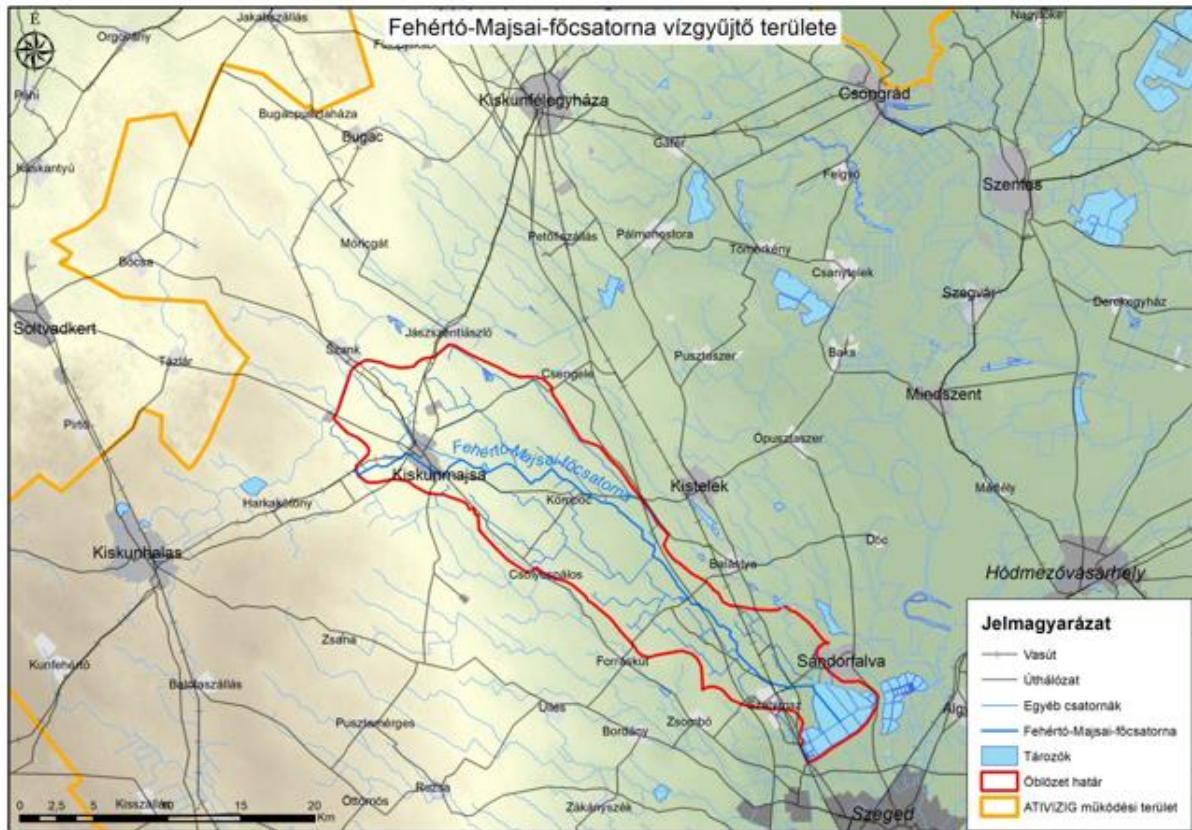 É
Fehértó-Majsai-főcsatorna vízgyűjtő területe
Jakabszállás
Orgovány
Nagytőke
Csongrád
Kiskunfélegyháza
Bugacpusztaháza
Bugac
Gátér
Felgyő
Szentes
Kaskantyú
Petőfiszállás
Pálmonostora
Tömörkény
Móricgát
Csanytelek
Bócsa
Szegvár
Derekegyház
Soltvadkert
Jászszentlászló
Szank
Tázlár
Csengele
Pusztaszer
Baks
Mindszent
Pirtó
Ópusztaszer
Fehértó-Majsai-főcsatorna
Kiskunmajsa
Kistelek
Mártély
Harkakötöny
Kömpöc
Kiskunhalas
Dóc
Balástya
Hódmezővásárhely
Csólyospálos
Zsana
Forráskút
Sándorfalva
Kunfehértó
Balotaszállás
Szatymaz
Pusztamérges
Üllés
Zsombó
Bordány
Algy
Ruzsa
Öttömös
Kisszállás
Zákányszék
Szeged
Jelmagyarázat
Vasút
Úthálózat
Egyéb csatornák
Fehértó-Majsai-főcsatorna
Tározók
Öblözet határ
ATIVIZIG működési terület
0 2,5 5 10 15 20
Km